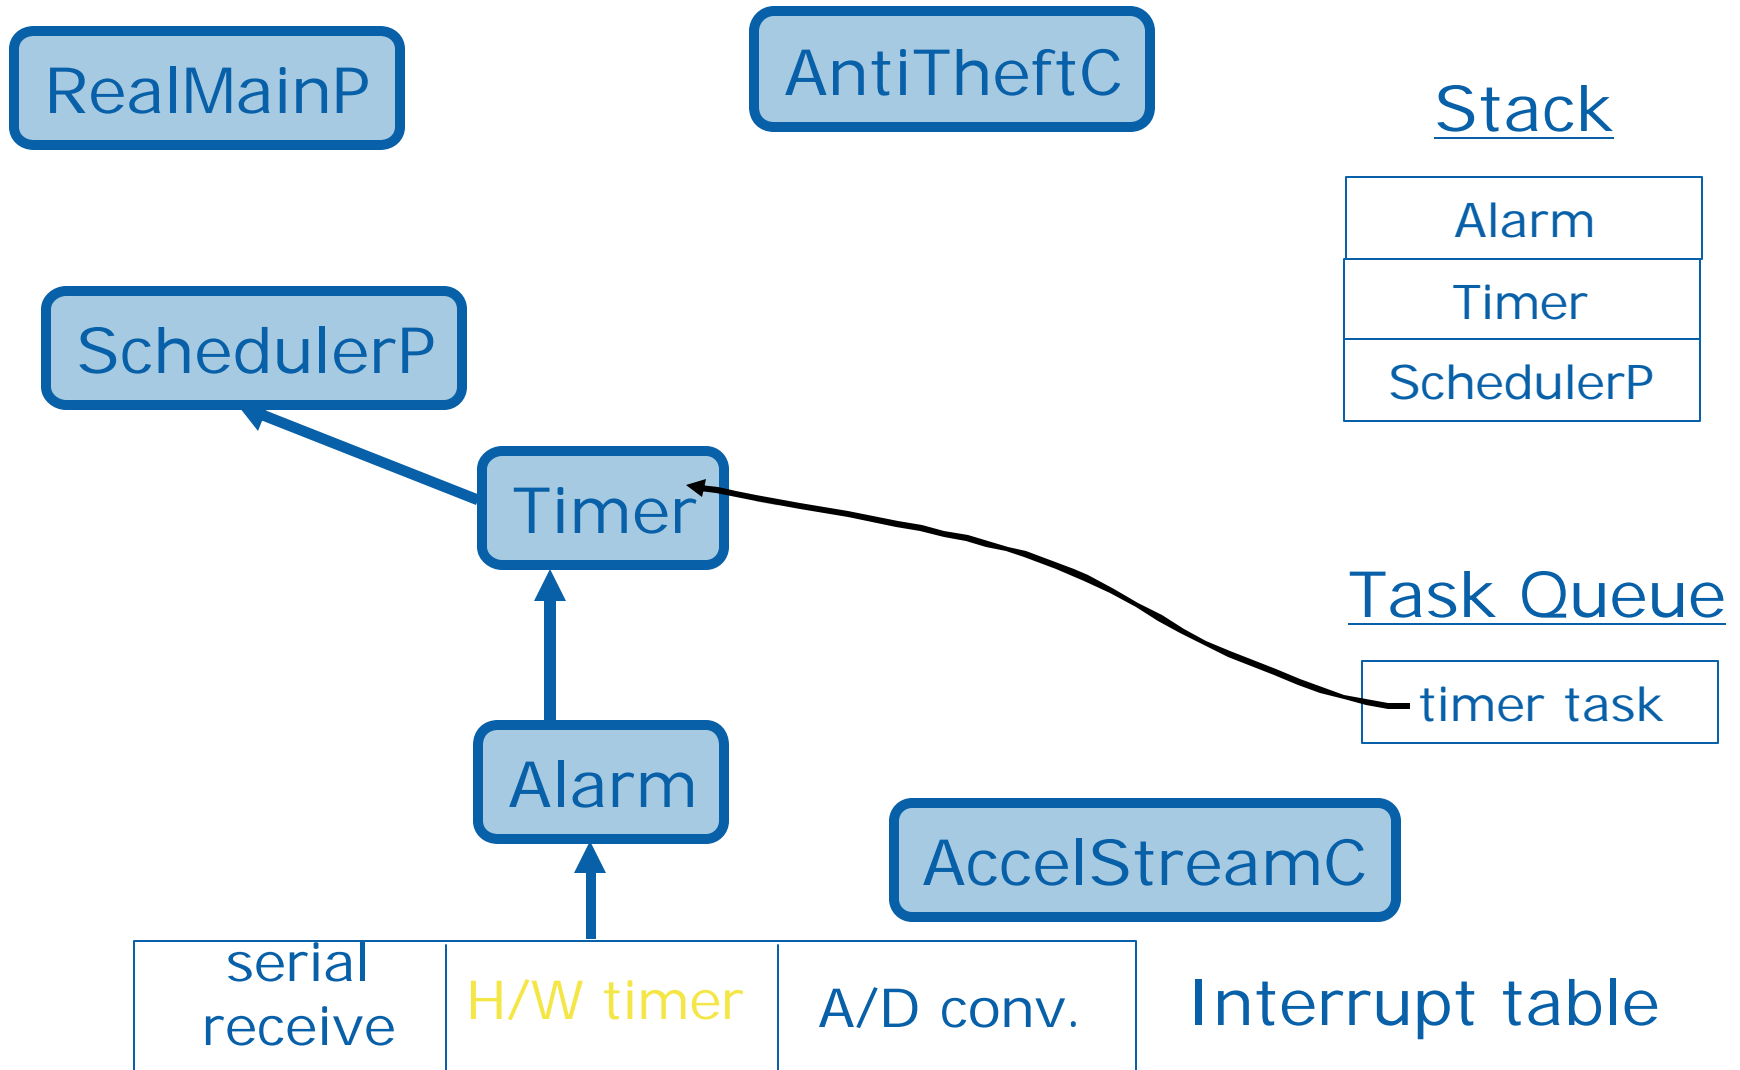 RealMainP
AntiTheftC
Stack
Alarm
Timer
SchedulerP
SchedulerP
Timer
Task Queue
timer task
Alarm
AccelStreamC
serial
receive
H/W timer
A/D conv.
Interrupt table